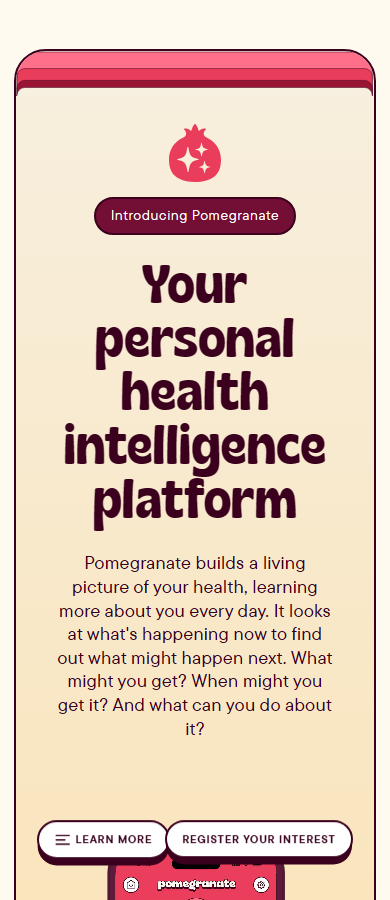 Introducing Pomegranate
Your
personal
health
intelligence
platform
Pomegranate builds a living
picture of your health, learning
more about you every day. It looks
at what's happening now to find
out what might happen next. What
might you get? When might you
get it? And what can you do about
it?
LEARN MORE
REGISTER YOUR INTEREST
pomegranate